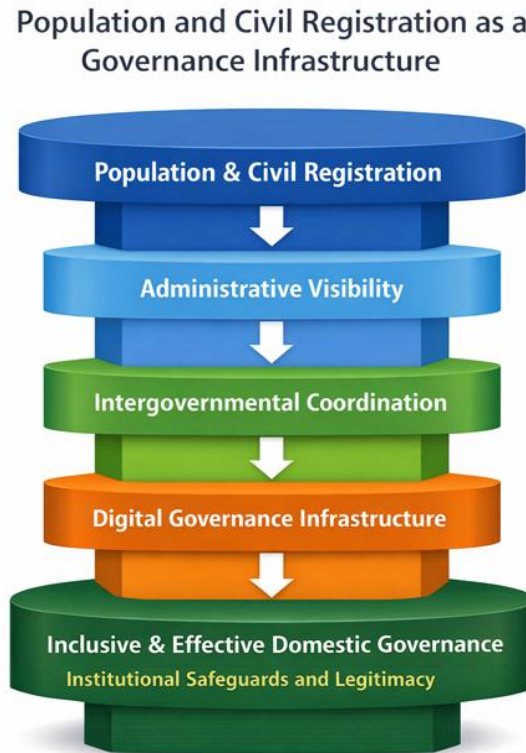 Population and Civil Registration as a
Governance Infrastructure
Population & Civil Registration
Administrative Visibility
Intergovernmental Coordination
Digital Governance Infrastructure
Inclusive & Effective Domestic Governance
Institutional Safeguards and Legitimacy